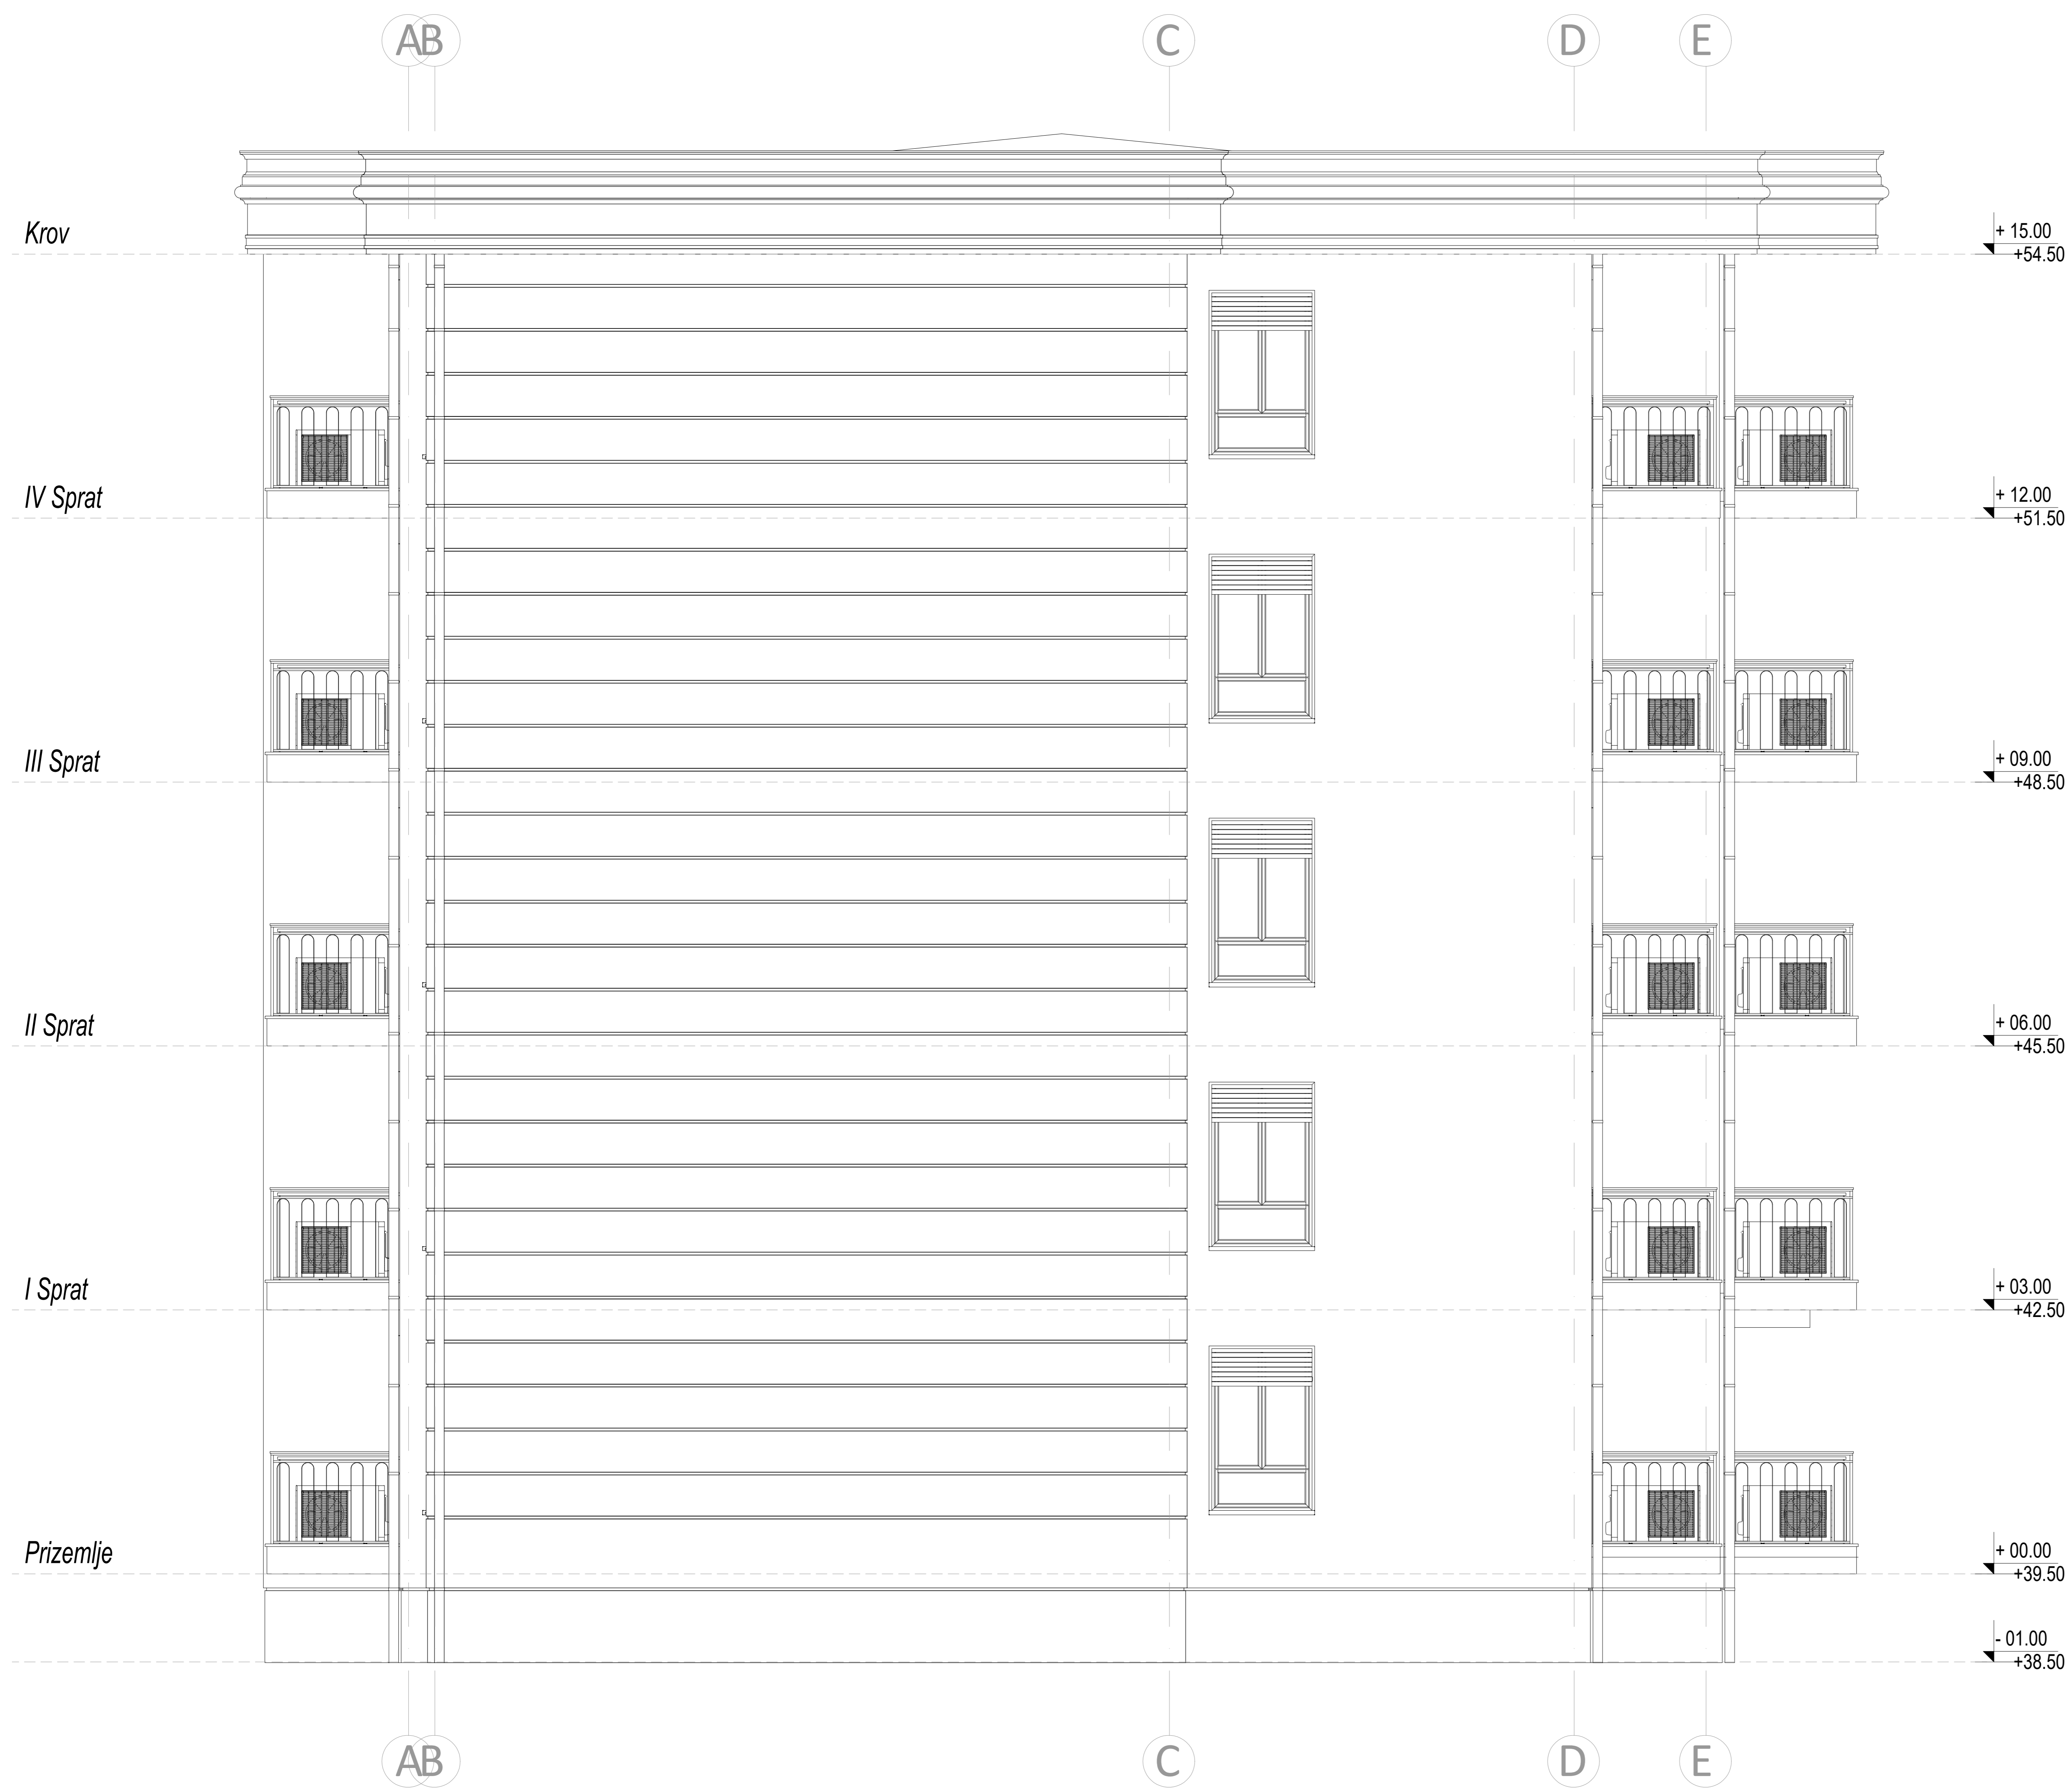 A B C D E
Krov
+ 15.00
+54.50
IV Sprat
+ 12.00
+51.50
III Sprat
+ 09.00
+48.50
II Sprat
+ 06.00
+45.50
I Sprat
+ 03.00
+42.50
Prizemlje
+ 00.00
+39.50
- 01.00
+38.50
A B C D E